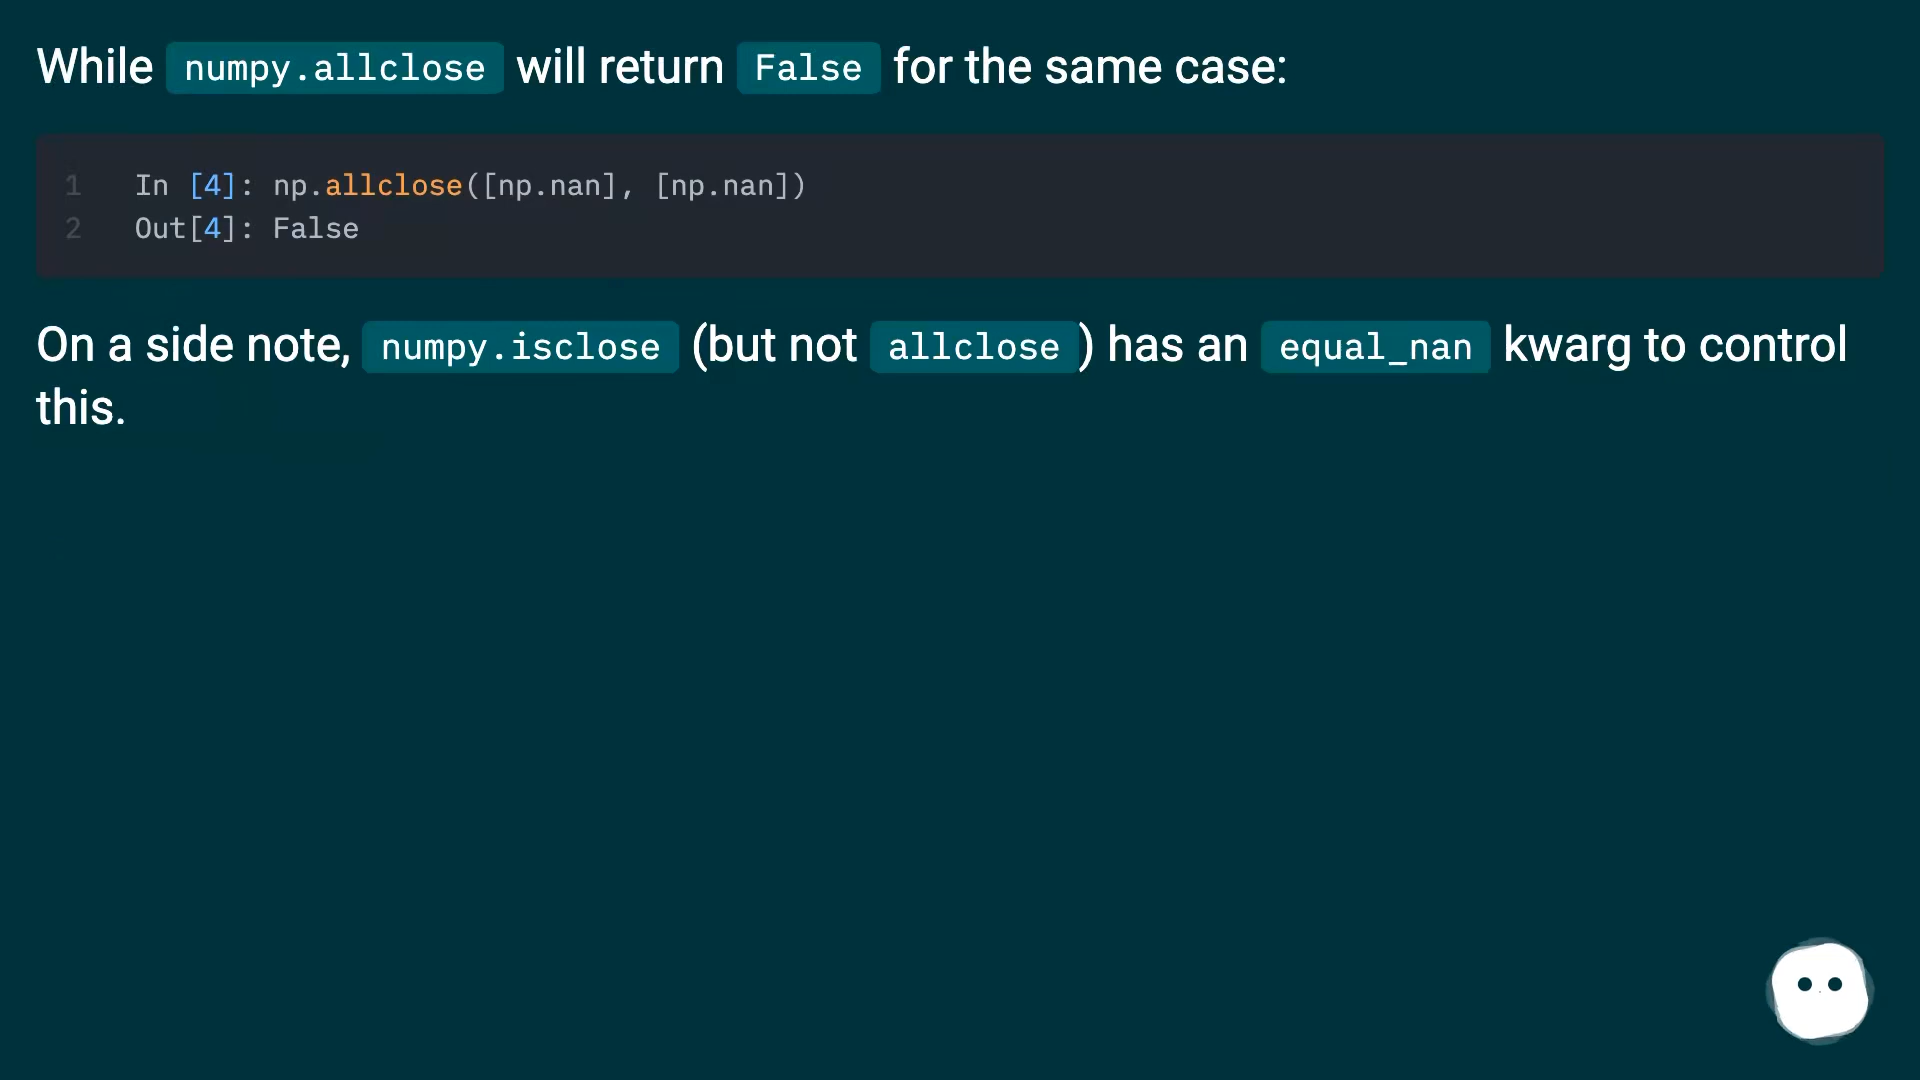 While numpy.allclose will return False for the same case:
1 In [4]: np.allclose([np.nan], [np.nan])
2 Out[4]: False
On a side note, numpy.isclose (but not allclose) has an equal_nan kwarg to control
this.